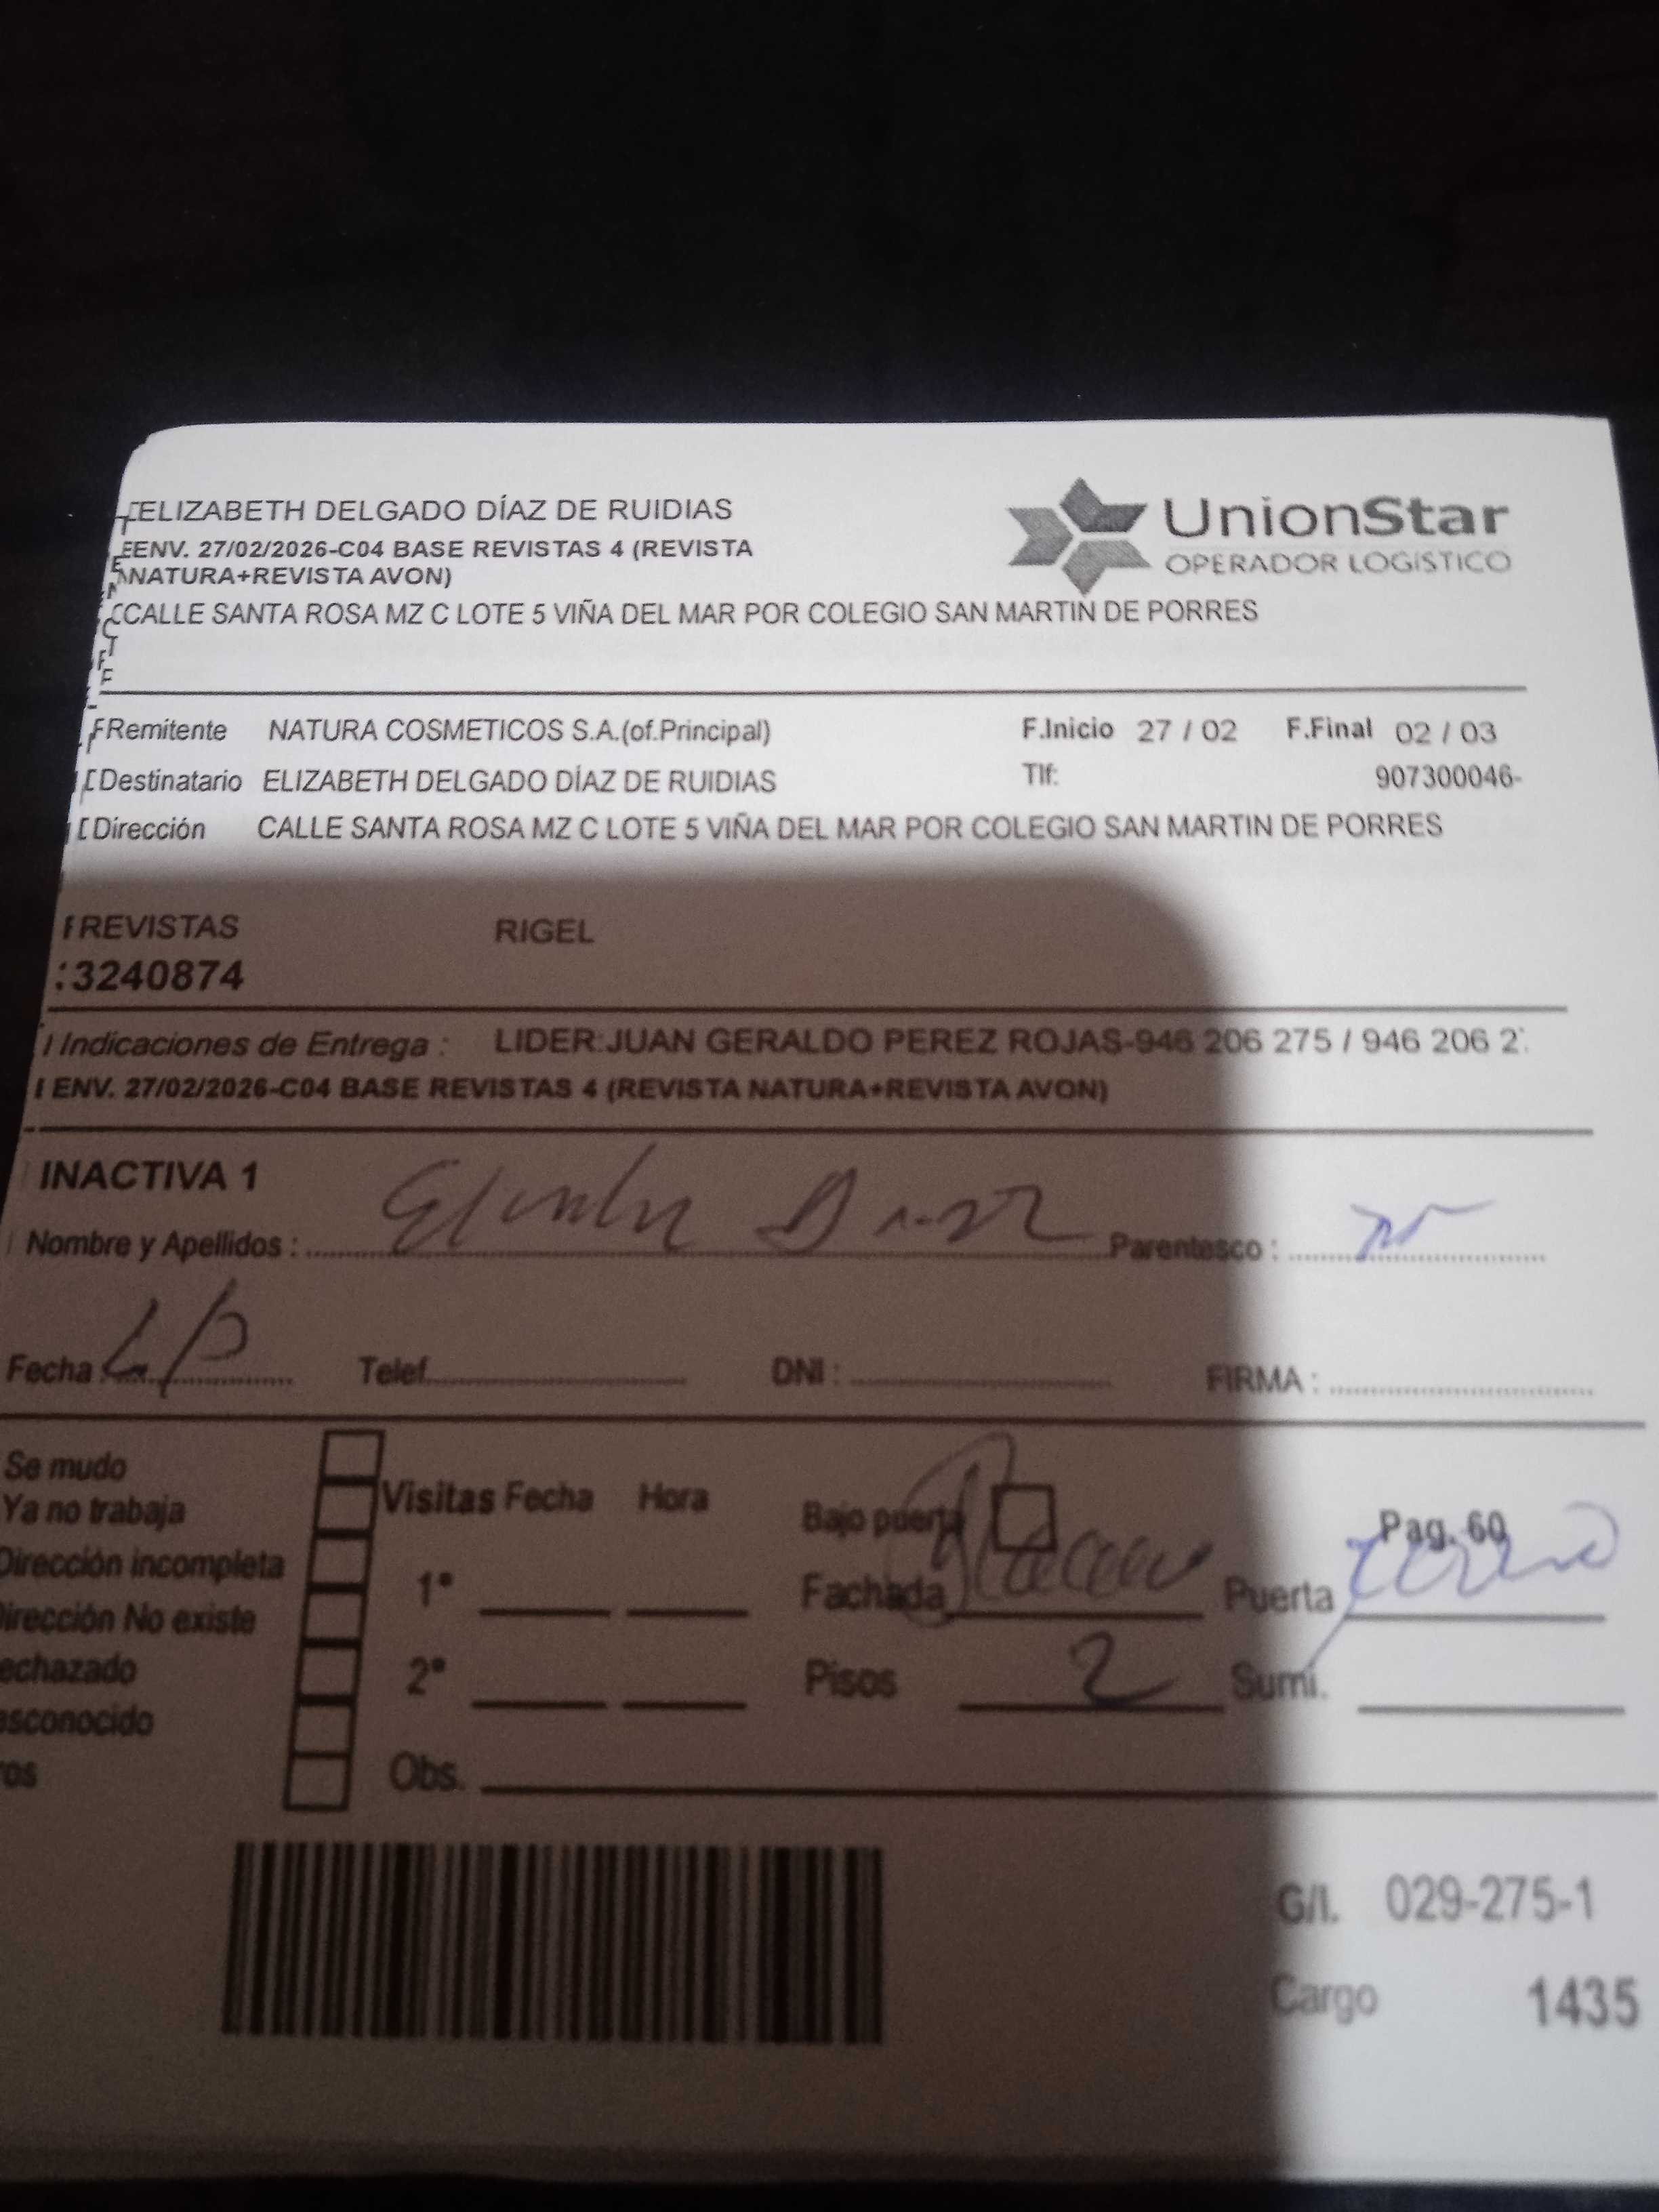 ELIZABETH DELGADO DÍAZ DE RUIDIAS
UnionStar
OPERADOR LOGÍSTICO
ENV. 27/02/2026-C04 BASE REVISTAS 4 (REVISTA
NATURA+REVISTA AVON)
CALLE SANTA ROSA MZ C LOTE 5 VIÑA DEL MAR POR COLEGIO SAN MARTIN DE PORRES
Remitente NATURA COSMETICOS S.A.(of.Principal) F.Inicio 27 / 02 F.Final 02 / 03
Destinatario ELIZABETH DELGADO DÍAZ DE RUIDIAS Tlf: 907300046-
Dirección CALLE SANTA ROSA MZ C LOTE 5 VIÑA DEL MAR POR COLEGIO SAN MARTIN DE PORRES
REVISTAS RIGEL
:3240874
Indicaciones de Entrega : LIDER:JUAN GERALDO PEREZ ROJAS-946 206 275 / 946 206 2
ENV. 27/02/2026-C04 BASE REVISTAS 4 (REVISTA NATURA+REVISTA AVON)
INACTIVA 1
Nombre y Apellidos : Parentesco :
Fecha : Telef. DNI : FIRMA :
Se mudo
Ya no trabaja
Dirección incompleta
Dirección No existe
echazado
esconocido
ros
Visitas Fecha Hora
1°
2°
Obs.
Bajo puerta Pag. 60
Fachada Puerta
Pisos 2 Sumi.
G/I. 029-275-1
Cargo 1435